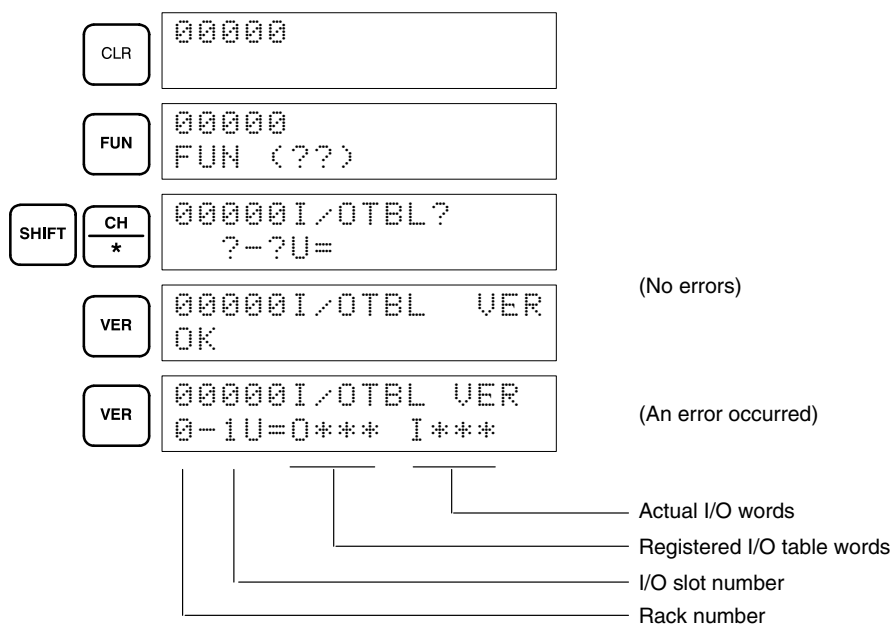 CLR
00000
FUN
00000
FUN (??)
SHIFT
CH
*
00000I/OTBL?
?-?U=
(No errors)
VER
00000I/OTBL VER
OK
VER
00000I/OTBL VER
0-1U=O*** I***
(An error occurred)
Actual I/O words
Registered I/O table words
I/O slot number
Rack number